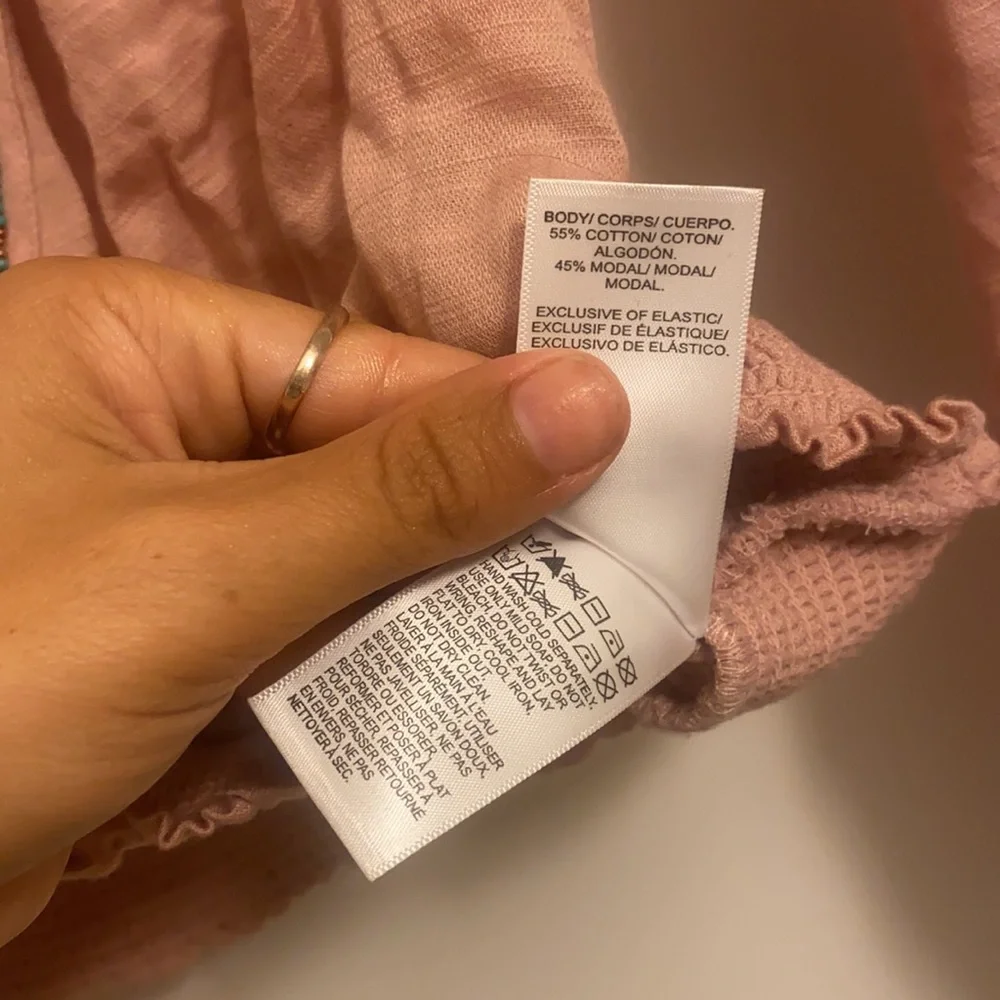 BODY/ CORPS/ CUERPO.
55% COTTON/ COTON/
ALGODÓN.
45% MODAL/ MODAL/
MODAL.
EXCLUSIVE OF ELASTIC/
EXCLUSIF DE ÉLASTIQUE/
EXCLUSIVO DE ELÁSTICO.
HAND WASH COLD SEPARATELY.
USE ONLY MILD SOAP. DO NOT
BLEACH. DO NOT TWIST OR
WRING. RESHAPE AND LAY
FLAT TO DRY. COOL IRON.
IRON INSIDE OUT.
DO NOT DRY CLEAN.
LAVER À LA MAIN À L'EAU
FROIDE, SÉPARÉMENT. UTILISER
SEULEMENT UN SAVON DOUX.
NE PAS JAVELLISER. NE PAS
TORDRE OU ESSORER.
REFORMER ET POSER À PLAT
POUR SÉCHER. REPASSER À
FROID. REPASSER RETOURNÉ
EN ENVERS. NE PAS
NETTOYER À SEC.